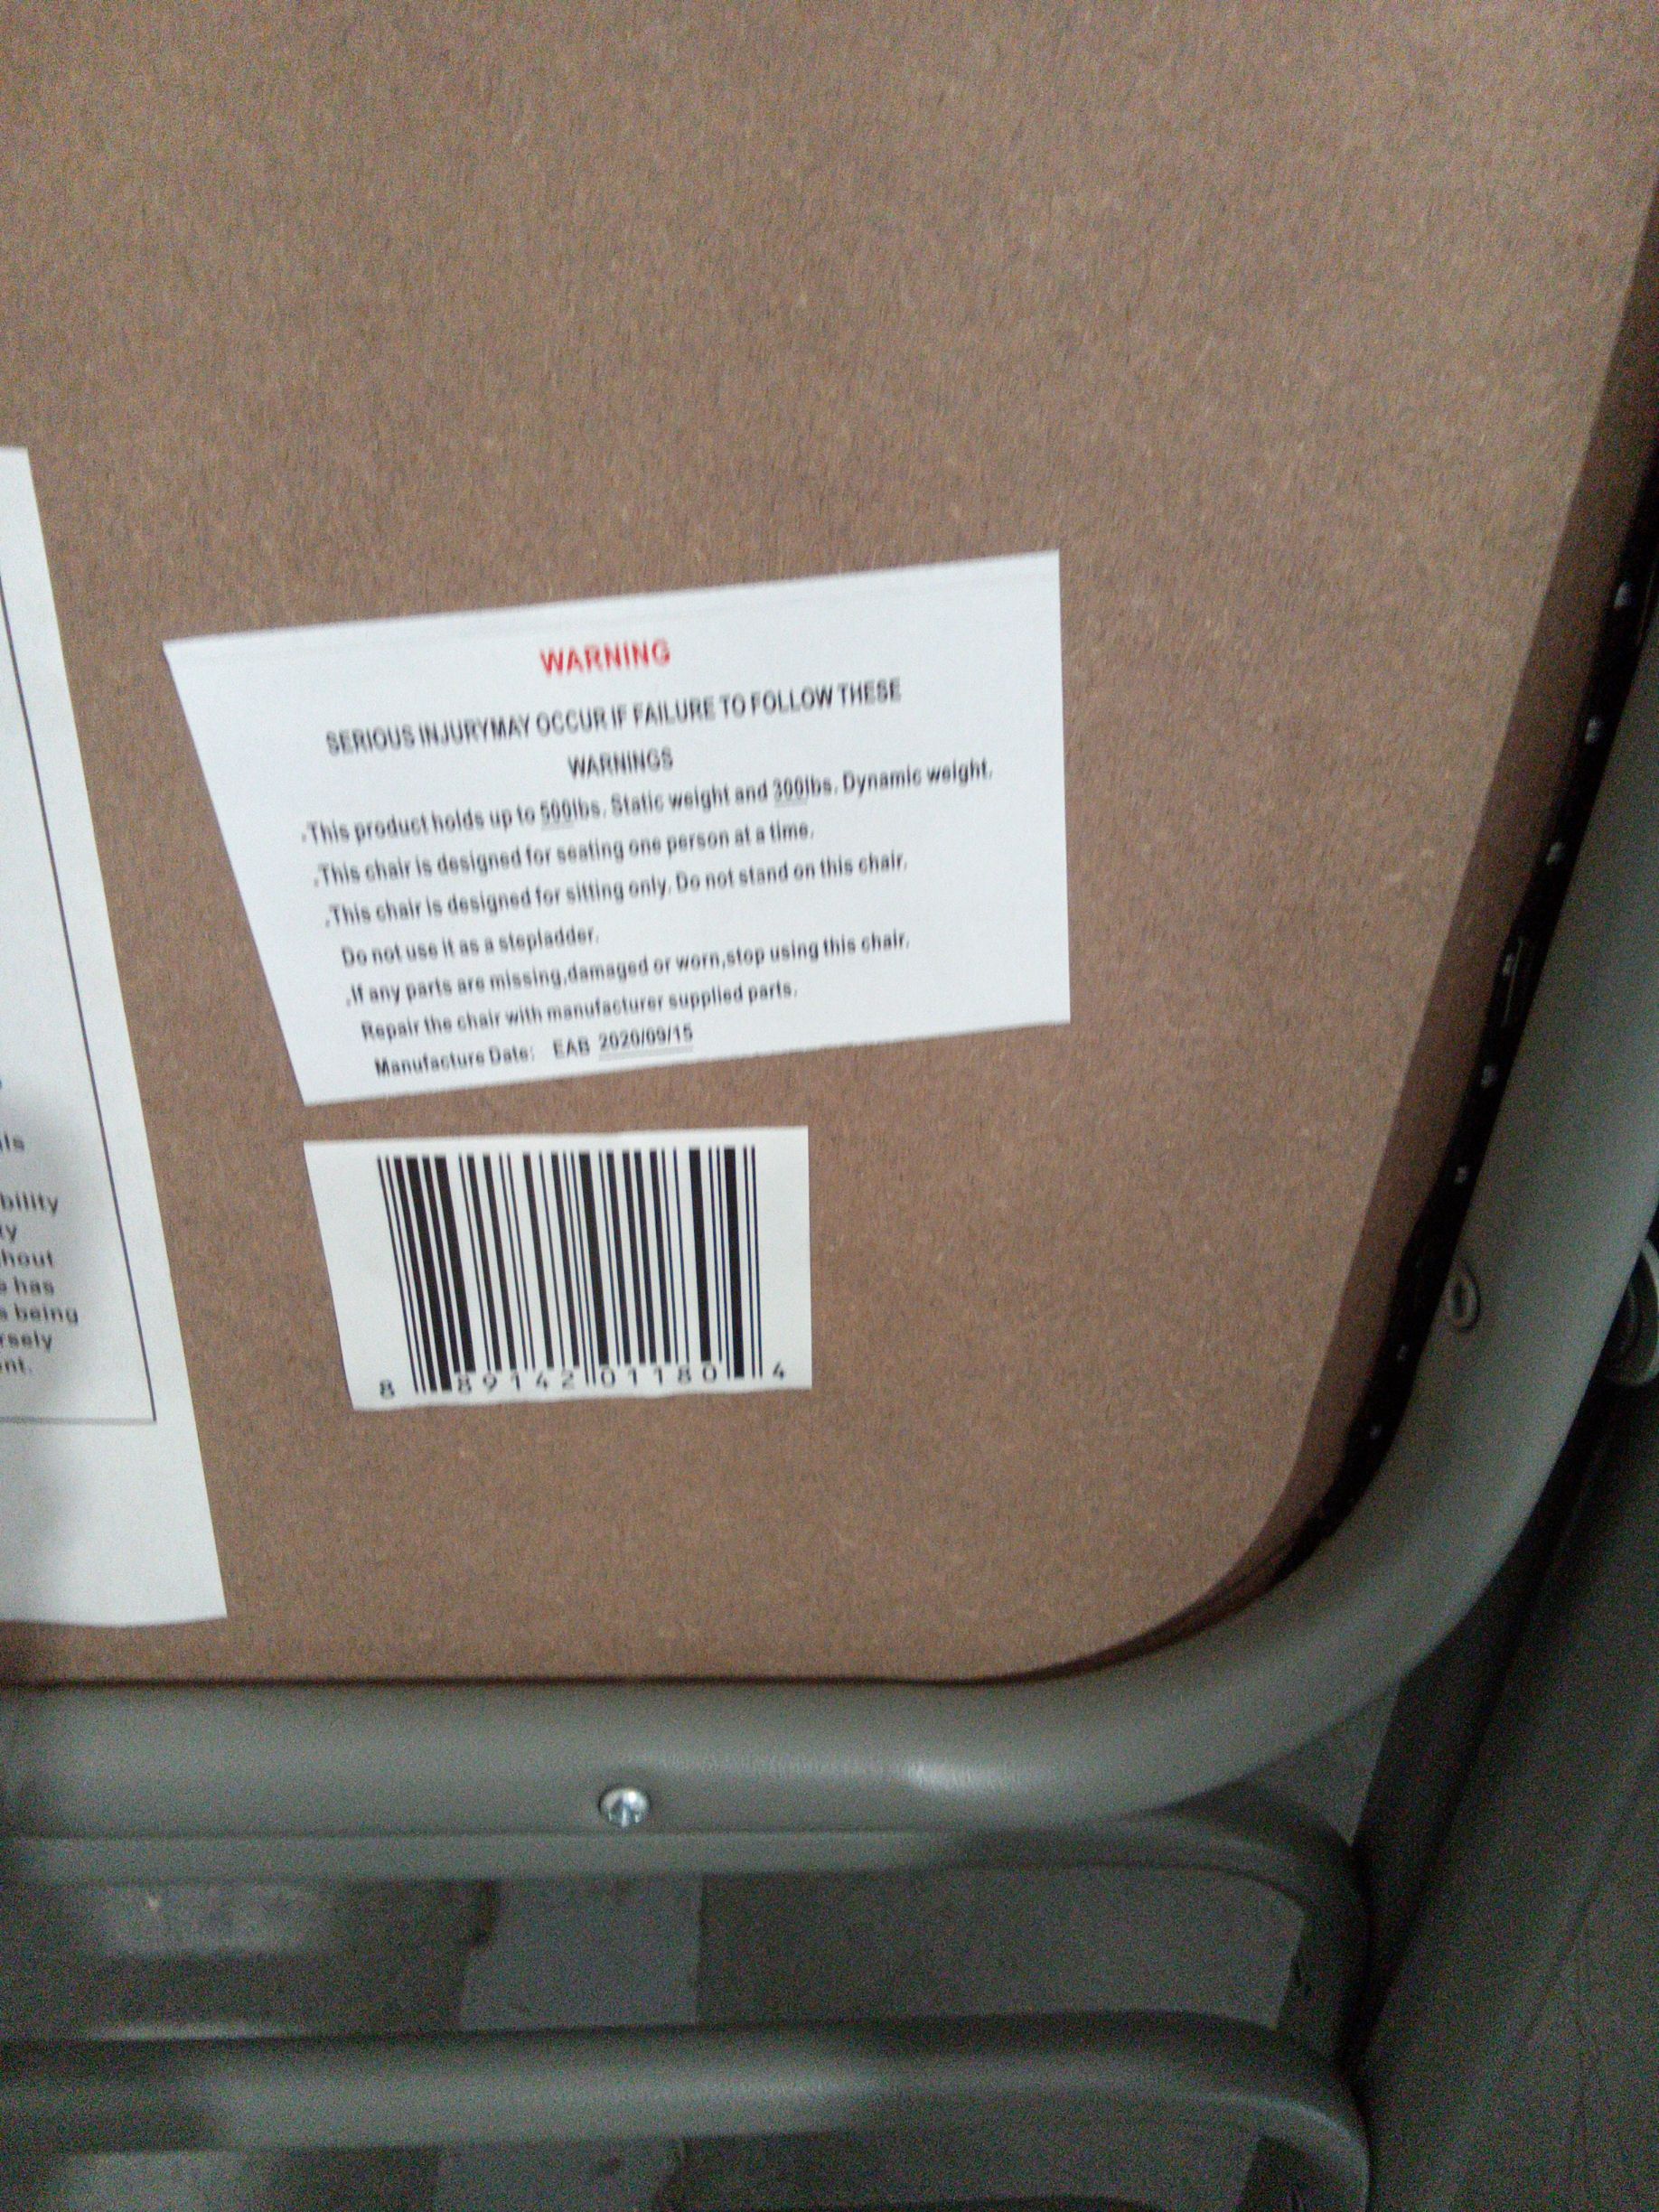 WARNING
SERIOUS INJURYMAY OCCUR IF FAILURE TO FOLLOW THESE
WARNINGS
.This product holds up to 500lbs. Static weight and 300lbs. Dynamic weight.
.This chair is designed for seating one person at a time.
.This chair is designed for sitting only. Do not stand on this chair.
Do not use it as a stepladder.
.If any parts are missing,damaged or worn,stop using this chair.
Repair the chair with manufacturer supplied parts.
Manufacture Date: EAB 2020/09/15
8 89142 01180 4
bility
hout
has
being